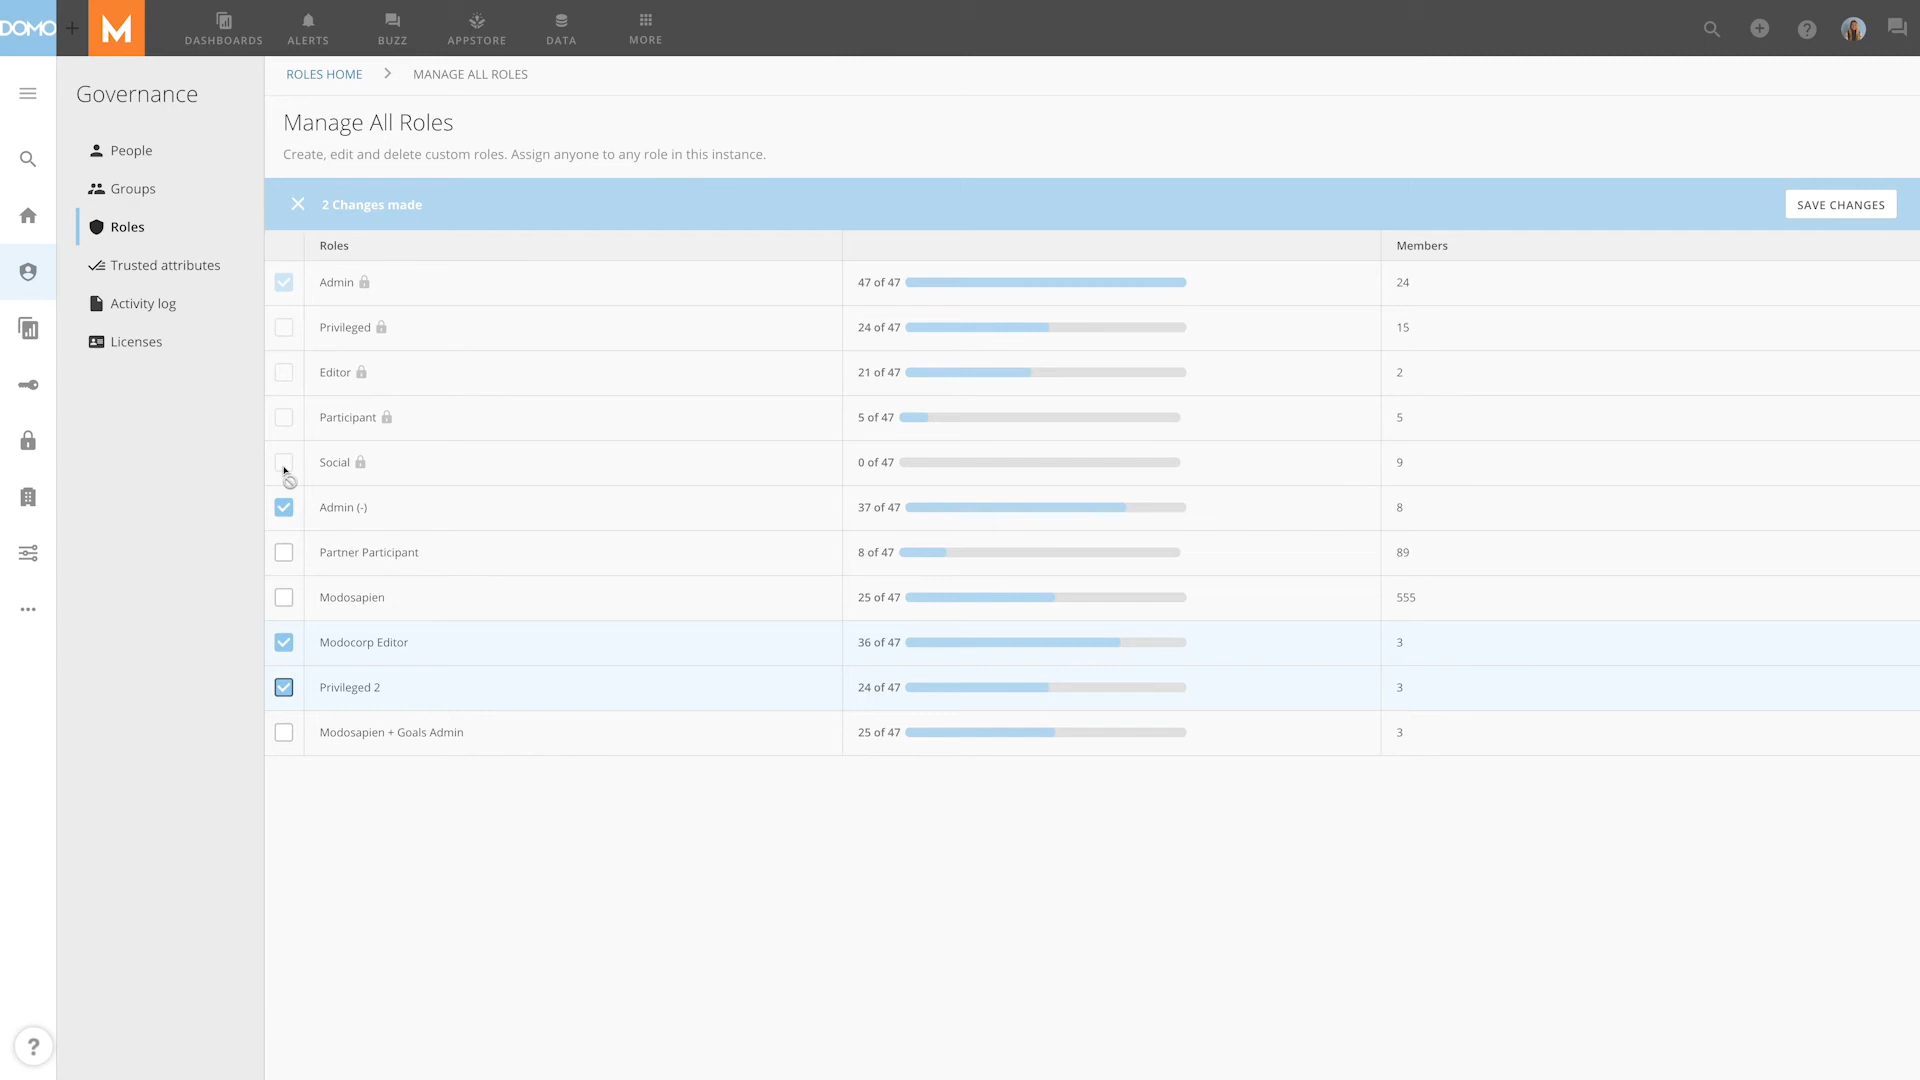 DOMO
M
DASHBOARDS
ALERTS
BUZZ
APPSTORE
DATA
MORE
Governance
People
Groups
Roles
Trusted attributes
Activity log
Licenses
ROLES HOME
MANAGE ALL ROLES
Manage All Roles
Create, edit and delete custom roles. Assign anyone to any role in this instance.
2 Changes made
SAVE CHANGES
Roles Members
Admin 47 of 47 24
Privileged 24 of 47 15
Editor 21 of 47 2
Participant 5 of 47 5
Social 0 of 47 9
Admin (-) 37 of 47 8
Partner Participant 8 of 47 89
Modosapien 25 of 47 555
Modocorp Editor 36 of 47 3
Privileged 2 24 of 47 3
Modosapien + Goals Admin 25 of 47 3
?